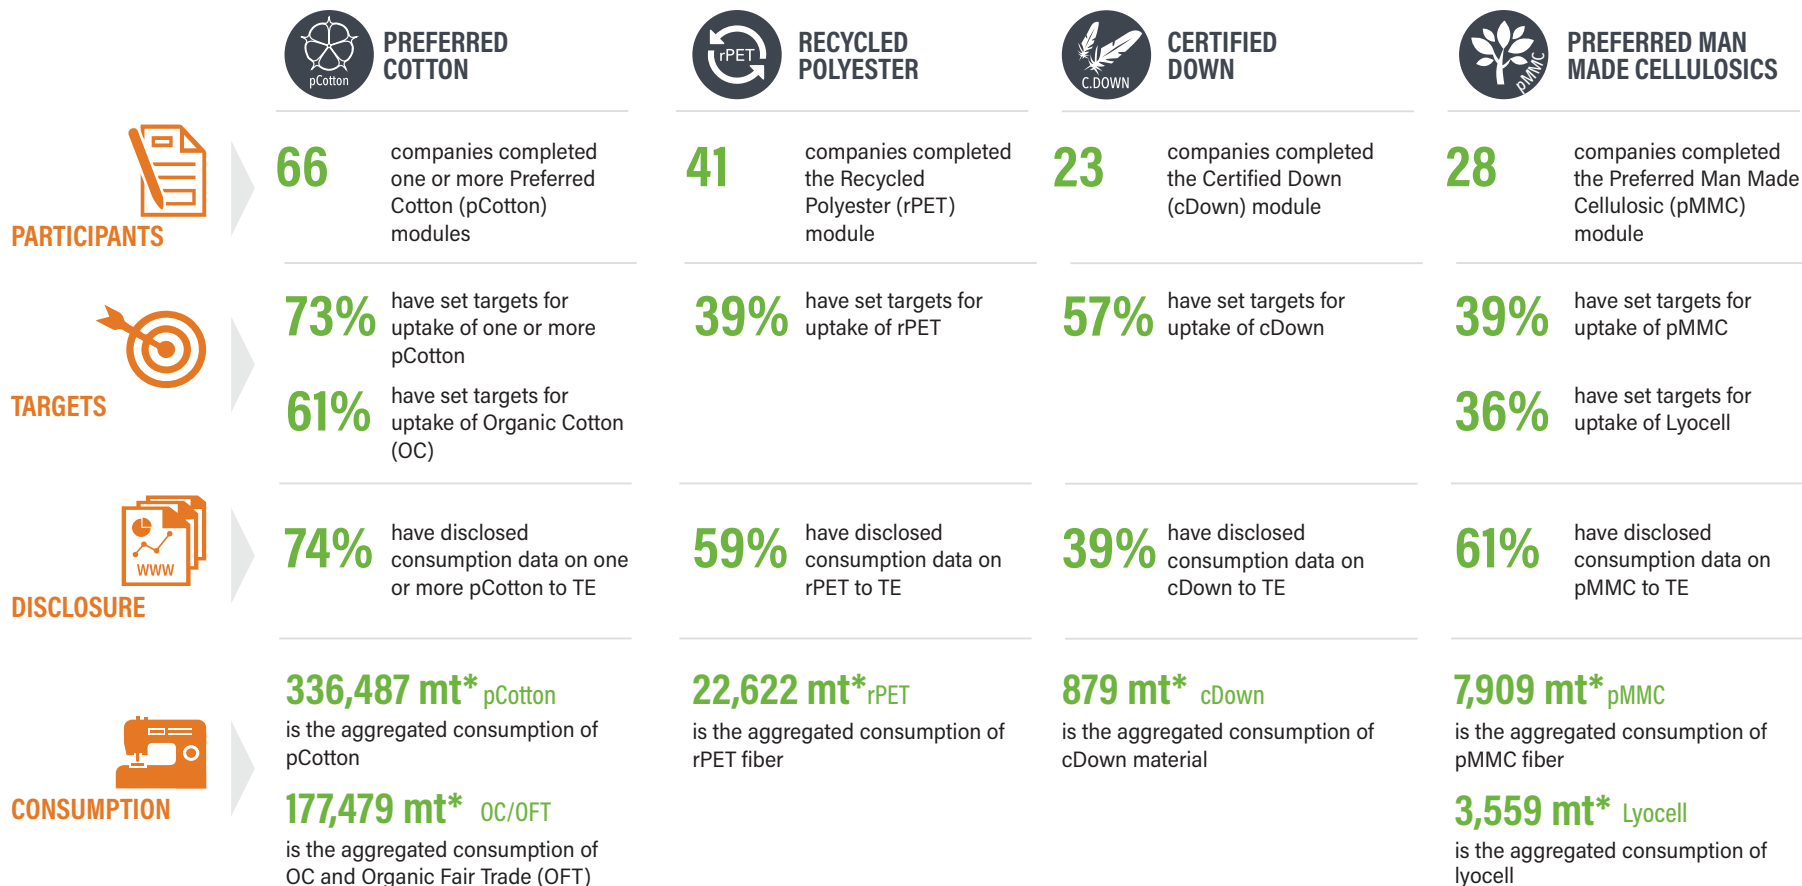 pCotton
PREFERRED
COTTON
rPET
RECYCLED
POLYESTER
C.DOWN
CERTIFIED
DOWN
pMMC
PREFERRED MAN
MADE CELLULOSICS
PARTICIPANTS
66
companies completed
one or more Preferred
Cotton (pCotton)
modules
41
companies completed
the Recycled
Polyester (rPET)
module
23
companies completed
the Certified Down
(cDown) module
28
companies completed
the Preferred Man Made
Cellulosic (pMMC)
module
TARGETS
73%
have set targets for
uptake of one or more
pCotton
61%
have set targets for
uptake of Organic Cotton
(OC)
39%
have set targets for
uptake of rPET
57%
have set targets for
uptake of cDown
39%
have set targets for
uptake of pMMC
36%
have set targets for
uptake of Lyocell
WWW
DISCLOSURE
74%
have disclosed
consumption data on one
or more pCotton to TE
59%
have disclosed
consumption data on
rPET to TE
39%
have disclosed
consumption data on
cDown to TE
61%
have disclosed
consumption data on
pMMC to TE
CONSUMPTION
336,487 mt* pCotton
is the aggregated consumption of
pCotton
177,479 mt* OC/OFT
is the aggregated consumption of
OC and Organic Fair Trade (OFT)
22,622 mt* rPET
is the aggregated consumption of
rPET fiber
879 mt* cDown
is the aggregated consumption of
cDown material
7,909 mt* pMMC
is the aggregated consumption of
pMMC fiber
3,559 mt* Lyocell
is the aggregated consumption of
lyocell